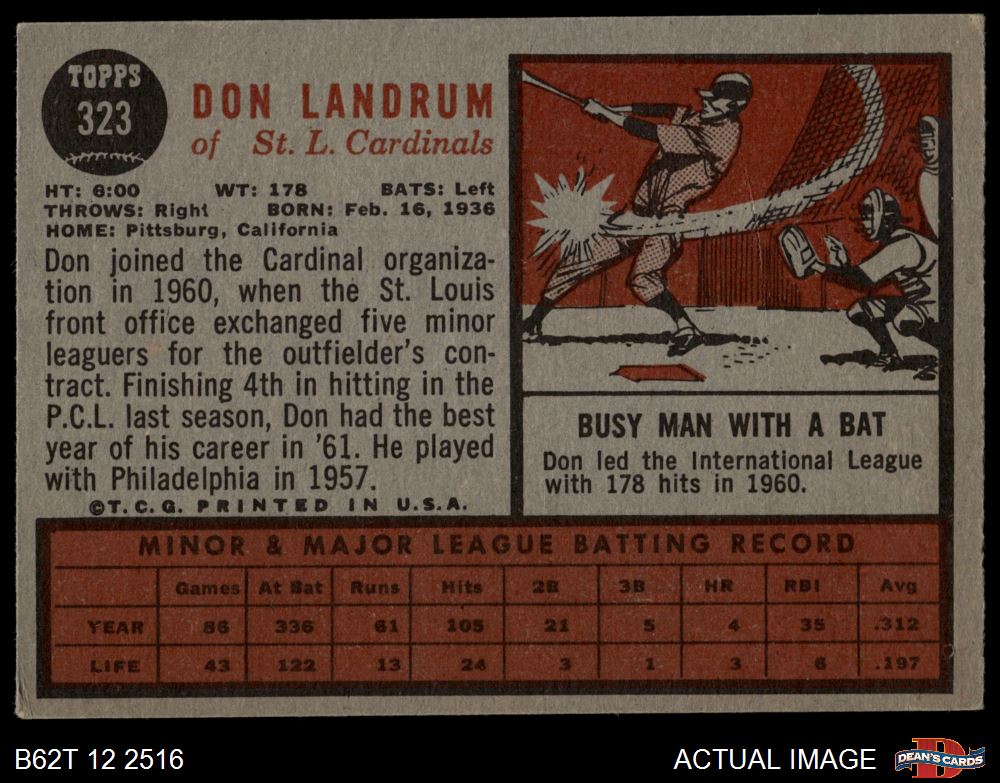 TOPPS
323
DON LANDRUM
of St. L. Cardinals
HT: 6:00 WT: 178 BATS: Left
THROWS: Right BORN: Feb. 16, 1936
HOME: Pittsburg, California
Don joined the Cardinal organiza-
tion in 1960, when the St. Louis
front office exchanged five minor
leaguers for the outfielder's con-
tract. Finishing 4th in hitting in the
P.C.L. last season, Don had the best
year of his career in '61. He played
with Philadelphia in 1957.
©T.C.G. PRINTED IN U.S.A.
BUSY MAN WITH A BAT
Don led the International League
with 178 hits in 1960.
MINOR & MAJOR LEAGUE BATTING RECORD
Games At Bat Runs Hits 2B 3B HR RBI Avg
YEAR 86 336 61 105 21 5 4 35 .312
LIFE 43 122 13 24 3 1 3 6 .197
B62T 12 2516
ACTUAL IMAGE
D
DEAN'S CARDS